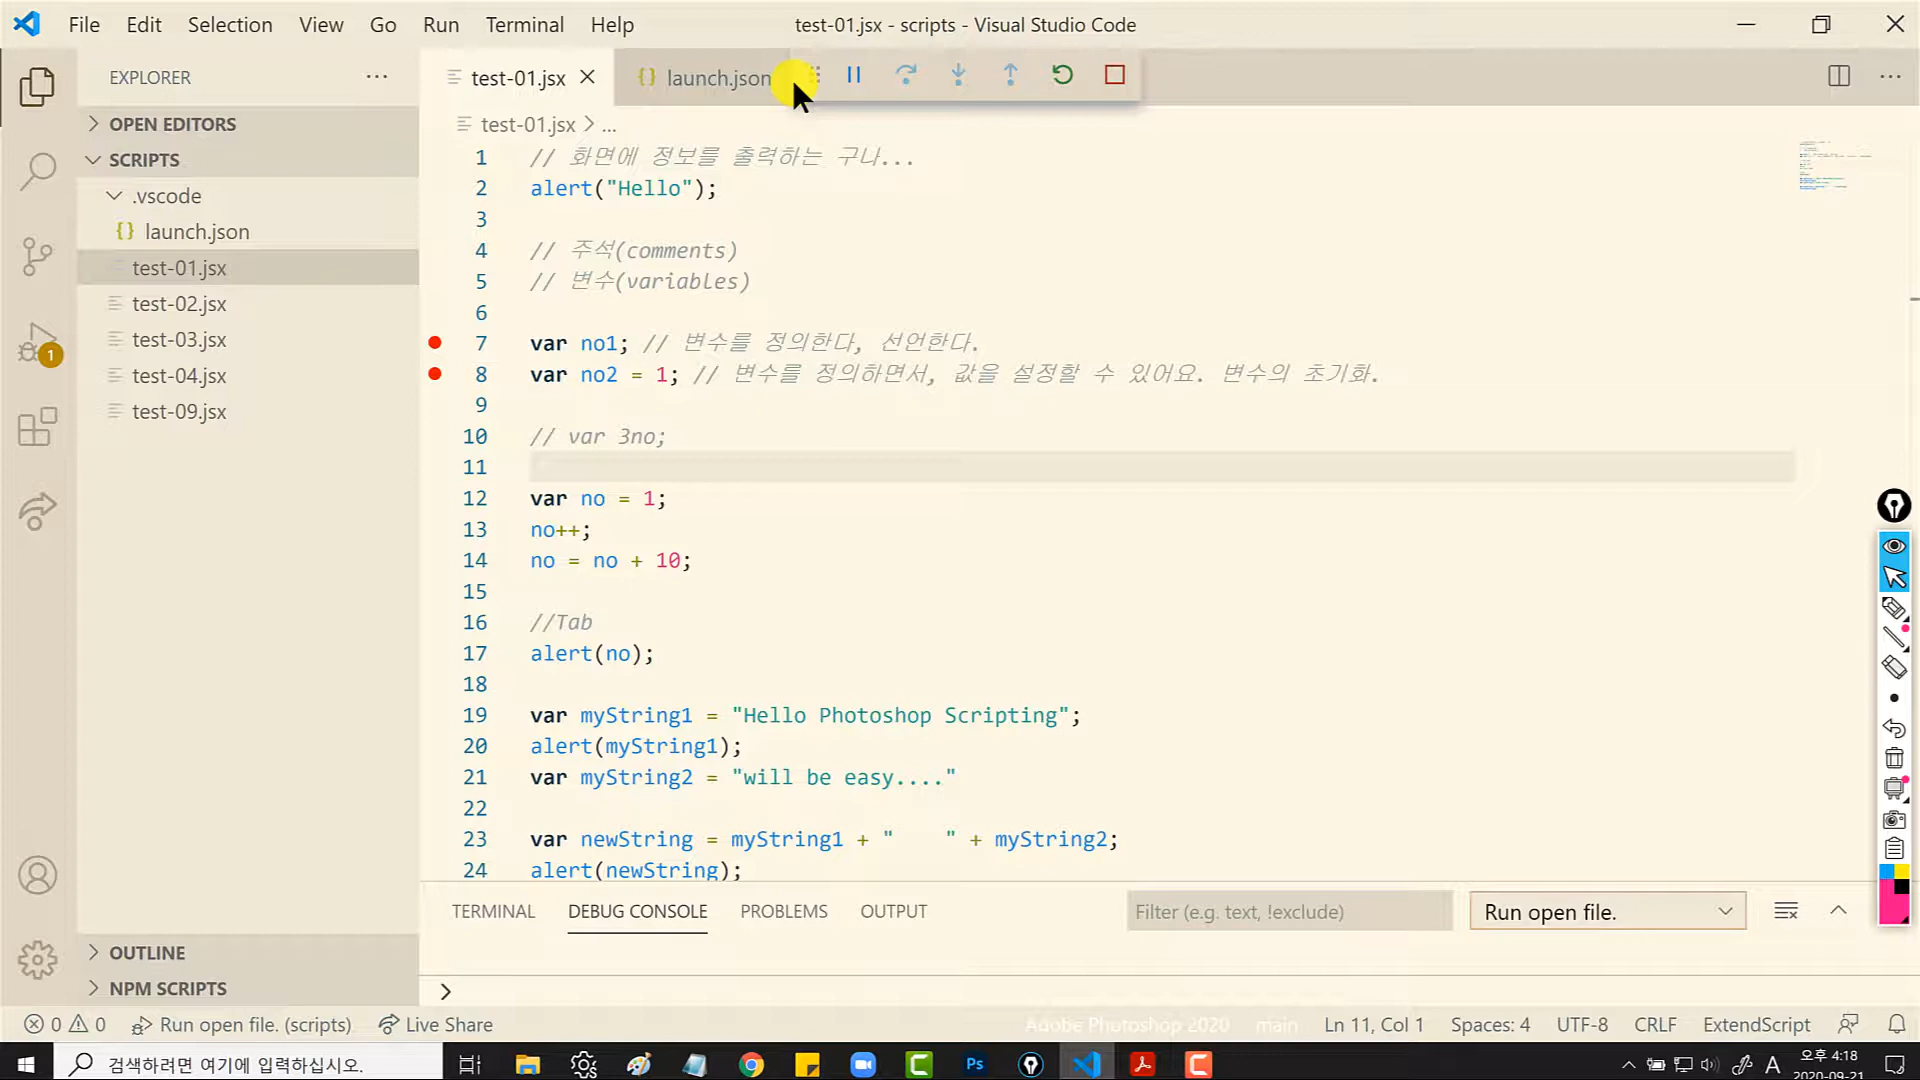 File Edit Selection View Go Run Terminal Help
test-01.jsx - scripts - Visual Studio Code
EXPLORER
test-01.jsx
launch.json
OPEN EDITORS
SCRIPTS
.vscode
launch.json
test-01.jsx
test-02.jsx
test-03.jsx
test-04.jsx
test-09.jsx
OUTLINE
NPM SCRIPTS
1
test-01.jsx > ...
1 // 화면에 정보를 출력하는 구나...
2 alert("Hello");
3
4 // 주석(comments)
5 // 변수(variables)
6
7 var no1; // 변수를 정의한다, 선언한다.
8 var no2 = 1; // 변수를 정의하면서, 값을 설정할 수 있어요. 변수의 초기화.
9
10 // var 3no;
11
12 var no = 1;
13 no++;
14 no = no + 10;
15
16 //Tab
17 alert(no);
18
19 var myString1 = "Hello Photoshop Scripting";
20 alert(myString1);
21 var myString2 = "will be easy...."
22
23 var newString = myString1 + "    " + myString2;
24 alert(newString);
TERMINAL DEBUG CONSOLE PROBLEMS OUTPUT
Filter (e.g. text, !exclude)
Run open file.
>
0 0 Run open file. (scripts) Live Share
Adobe Photoshop 2020 main Ln 11, Col 1 Spaces: 4 UTF-8 CRLF ExtendScript
검색하려면 여기에 입력하십시오.
Ps
A
오후 4:18
2020-09-21